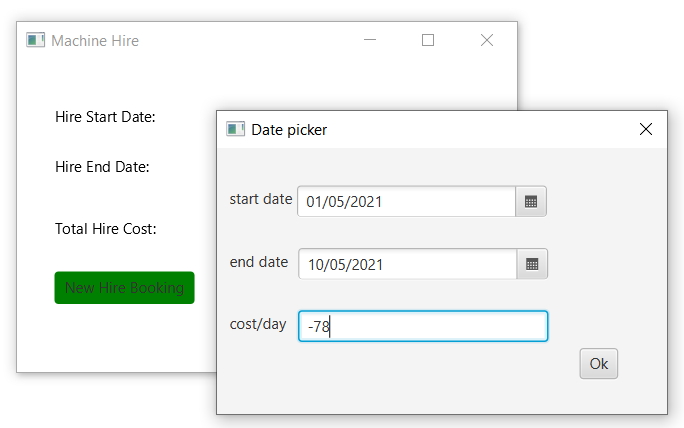 Machine Hire
Hire Start Date:
Hire End Date:
Total Hire Cost:
New Hire Booking
Date picker
start date 01/05/2021
end date 10/05/2021
cost/day -78
Ok